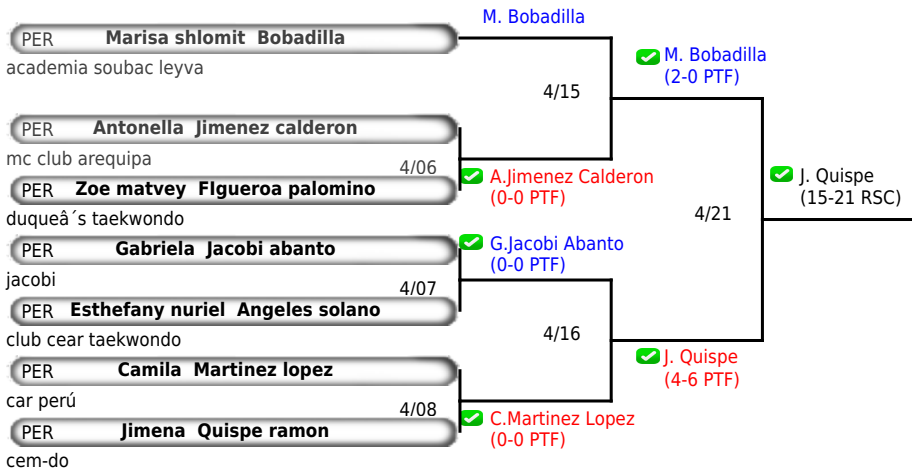 M. Bobadilla
PER Marisa shlomit Bobadilla
academia soubac leyva
M. Bobadilla
(2-0 PTF)
4/15
PER Antonella Jimenez calderon
mc club arequipa
4/06
PER Zoe matvey FIgueroa palomino
duqueâ´s taekwondo
A.Jimenez Calderon
(0-0 PTF)
J. Quispe
(15-21 RSC)
4/21
PER Gabriela Jacobi abanto
jacobi
G.Jacobi Abanto
(0-0 PTF)
4/07
PER Esthefany nuriel Angeles solano
club cear taekwondo
4/16
PER Camila Martinez lopez
car perú
J. Quispe
(4-6 PTF)
4/08
PER Jimena Quispe ramon
cem-do
C.Martinez Lopez
(0-0 PTF)